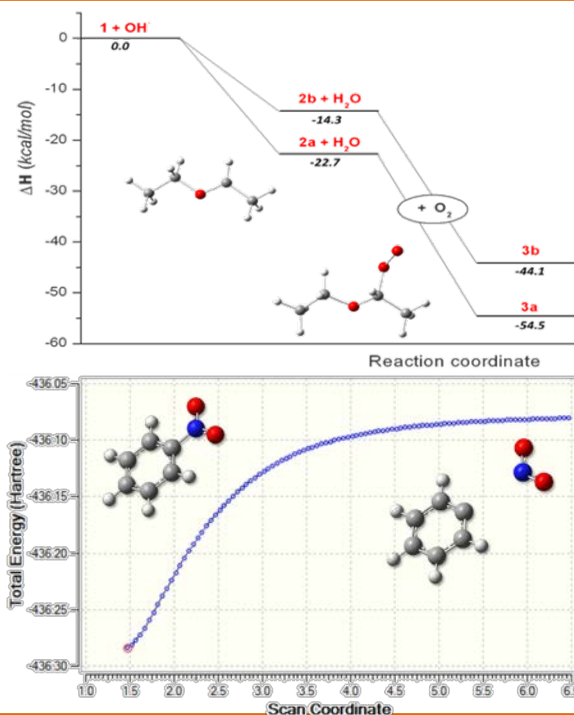 1 + OH
0.0
2b + H₂O
-14.3
2a + H₂O
-22.7
+ O₂
3b
-44.1
3a
-54.5
ΔH (kcal/mol)
0
-10
-20
-30
-40
-50
-60
Reaction coordinate
Total Energy (Hartree)
-436.05
-436.10
-436.15
-436.20
-436.25
-436.30
1.0 1.5 2.0 2.5 3.0 3.5 4.0 4.5 5.0 5.5 6.0 6.5
Scan Coordinate